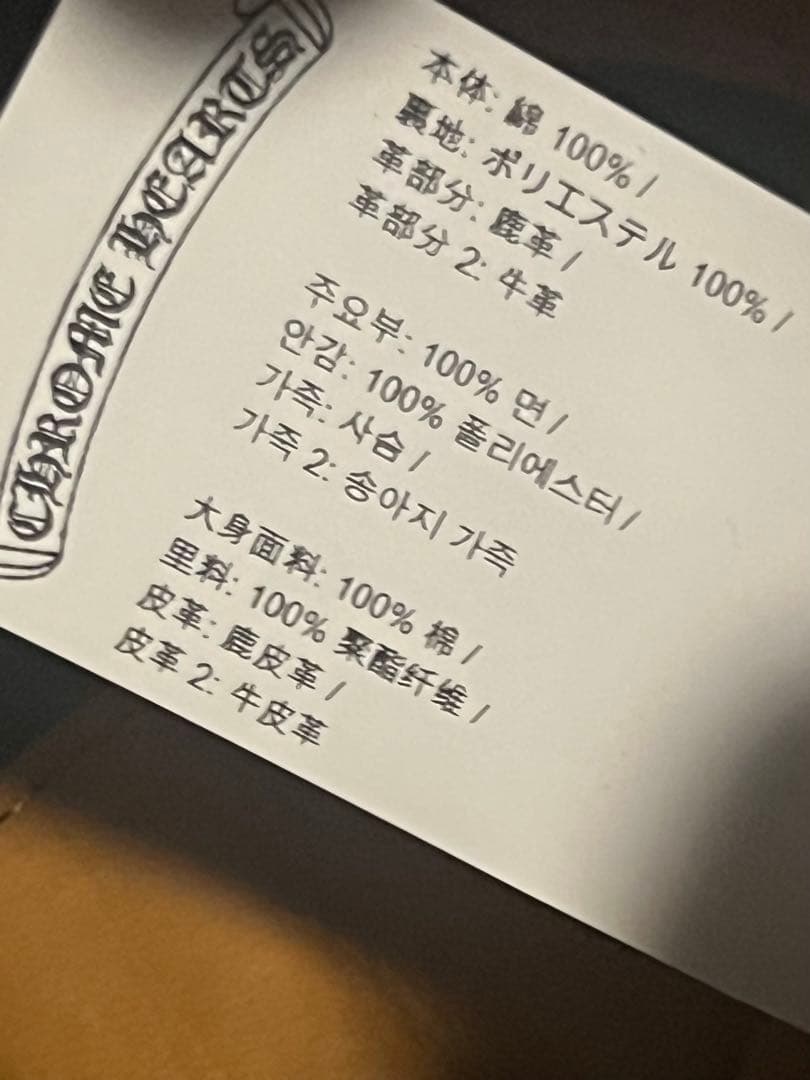 CHROME HEARTS
本体: 綿 100% /
裏地: ポリエステル 100% /
革部分: 鹿革 /
革部分 2: 牛革
주요부: 100% 면 /
안감: 100% 폴리에스터 /
가죽: 사슴 /
가죽 2: 송아지 가죽
大身面料: 100% 棉 /
里料: 100% 聚酯纤维 /
皮革: 鹿皮革 /
皮革 2: 牛皮革